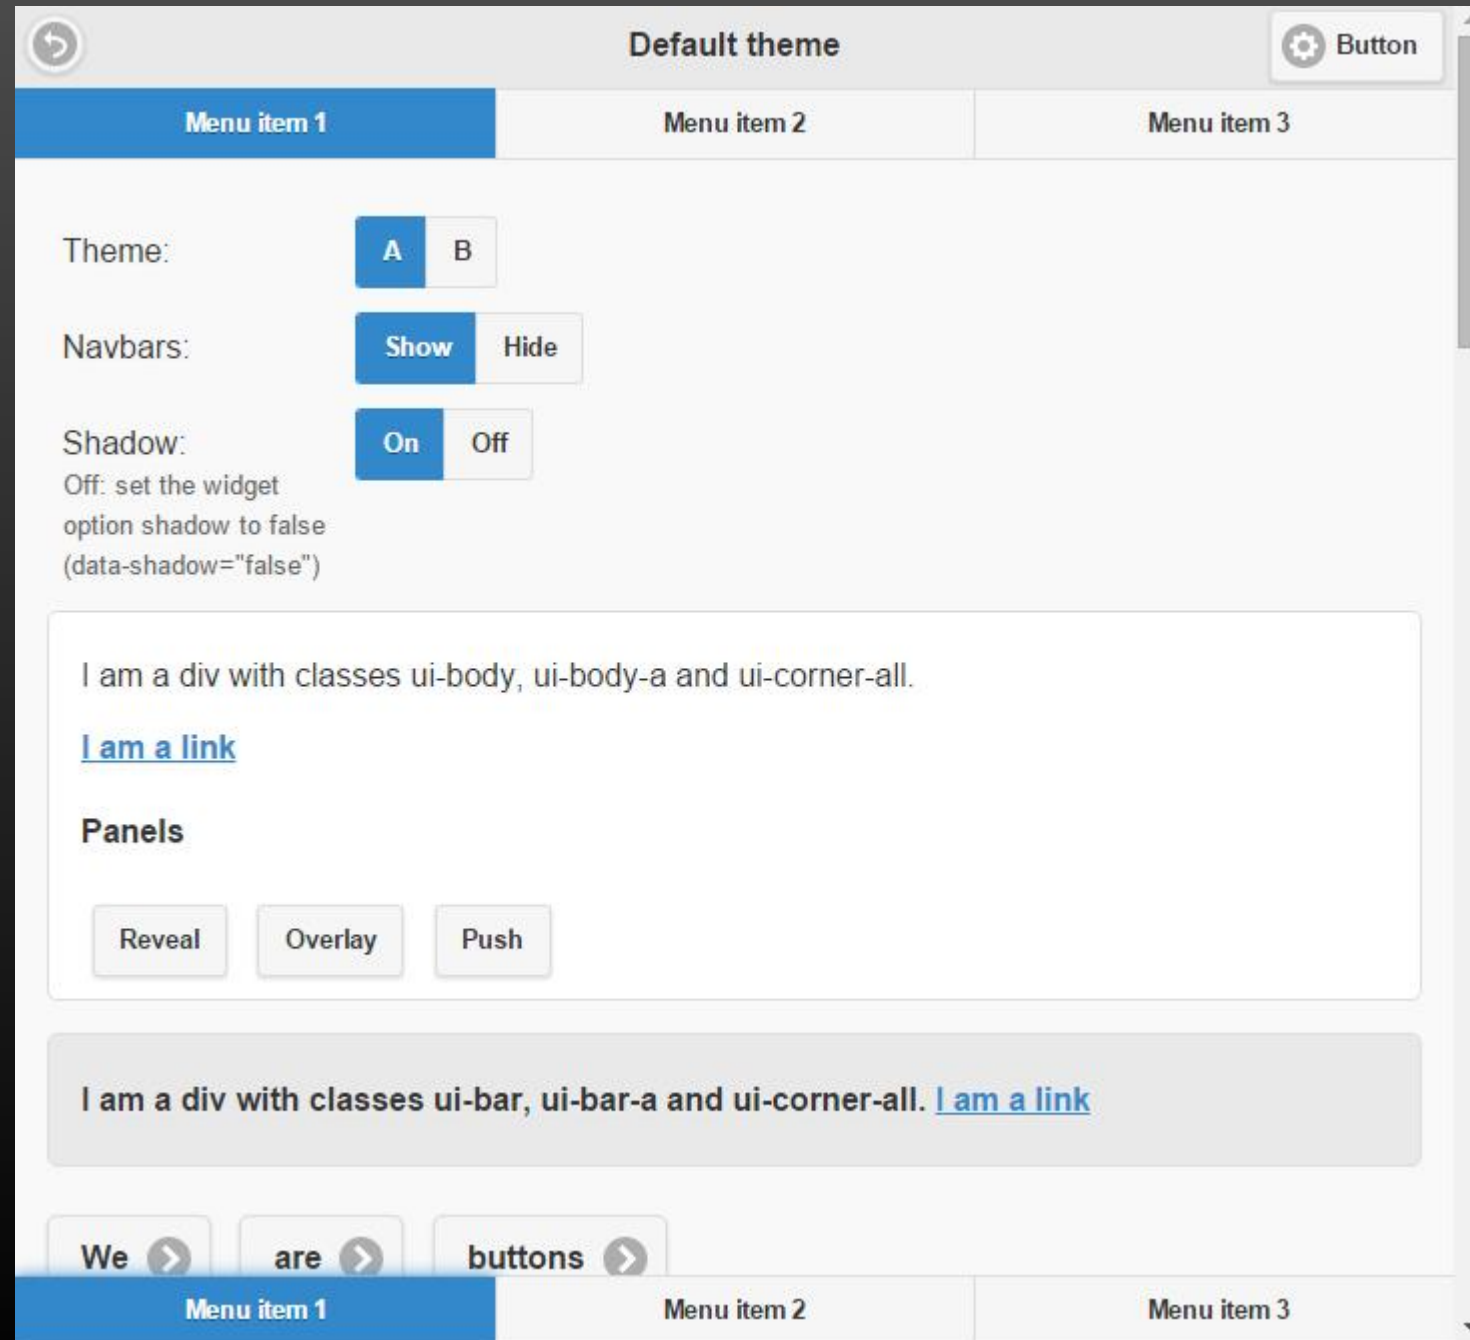 Default theme
Button
Menu item 1
Menu item 2
Menu item 3
Theme:
A
B
Navbars:
Show
Hide
Shadow:
On
Off
Off: set the widget
option shadow to false
(data-shadow="false")
I am a div with classes ui-body, ui-body-a and ui-corner-all.
I am a link
Panels
Reveal
Overlay
Push
I am a div with classes ui-bar, ui-bar-a and ui-corner-all. I am a link
We
are
buttons
Menu item 1
Menu item 2
Menu item 3